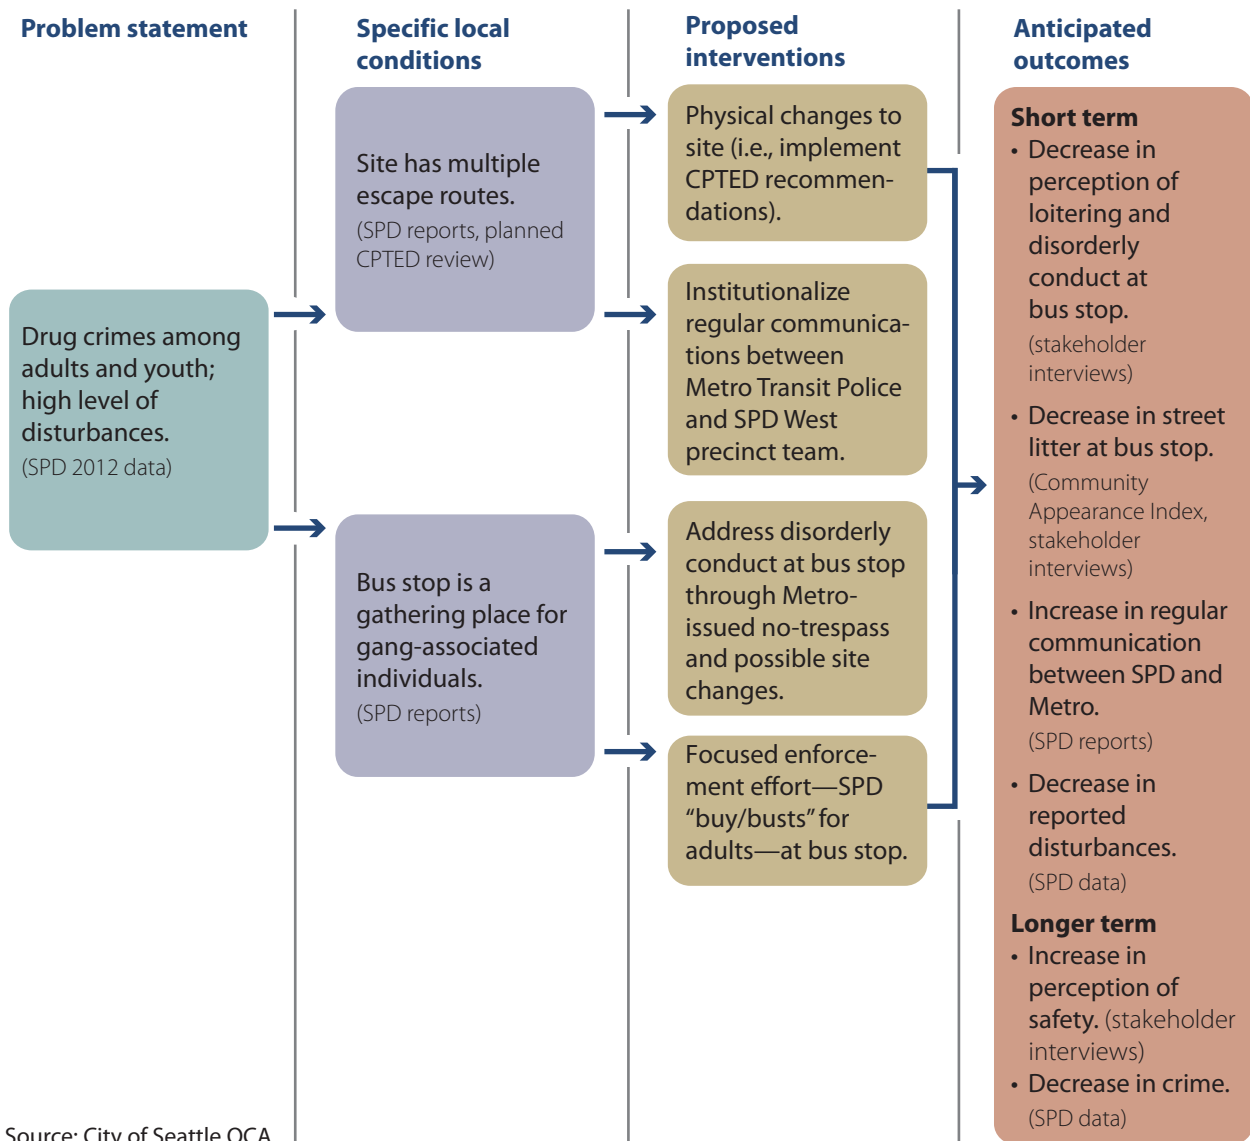 Problem statement
Specific local
conditions
Proposed
interventions
Anticipated
outcomes
Drug crimes among
adults and youth;
high level of
disturbances.
(SPD 2012 data)
Site has multiple
escape routes.
(SPD reports, planned
CPTED review)
Bus stop is a
gathering place for
gang-associated
individuals.
(SPD reports)
Physical changes to
site (i.e., implement
CPTED recommen-
dations).
Institutionalize
regular communica-
tions between
Metro Transit Police
and SPD West
precinct team.
Address disorderly
conduct at bus stop
through Metro-
issued no-trespass
and possible site
changes.
Focused enforce-
ment effort—SPD
“buy/busts” for
adults—at bus stop.
Short term
• Decrease in
perception of
loitering and
disorderly
conduct at
bus stop.
(stakeholder
interviews)
• Decrease in street
litter at bus stop.
(Community
Appearance Index,
stakeholder
interviews)
• Increase in regular
communication
between SPD and
Metro.
(SPD reports)
• Decrease in
reported
disturbances.
(SPD data)
Longer term
• Increase in
perception of
safety. (stakeholder
interviews)
• Decrease in crime.
(SPD data)
Source: City of Seattle OCA